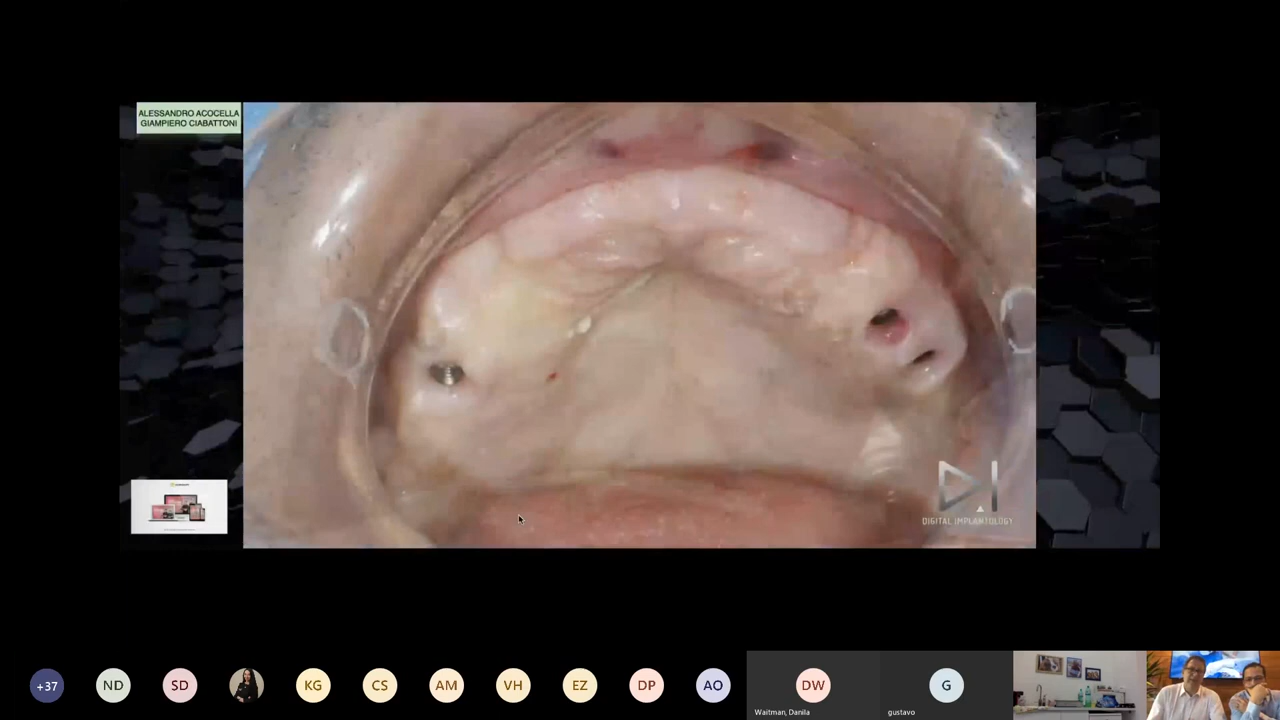 ALESSANDRO ACOCELLA
GIAMPIERO CIABATTONI
DIGITAL IMPLANTOLOGY
+37
ND
SD
KG
CS
AM
VH
EZ
DP
AO
DW
G
Waitman, Danila
gustavo